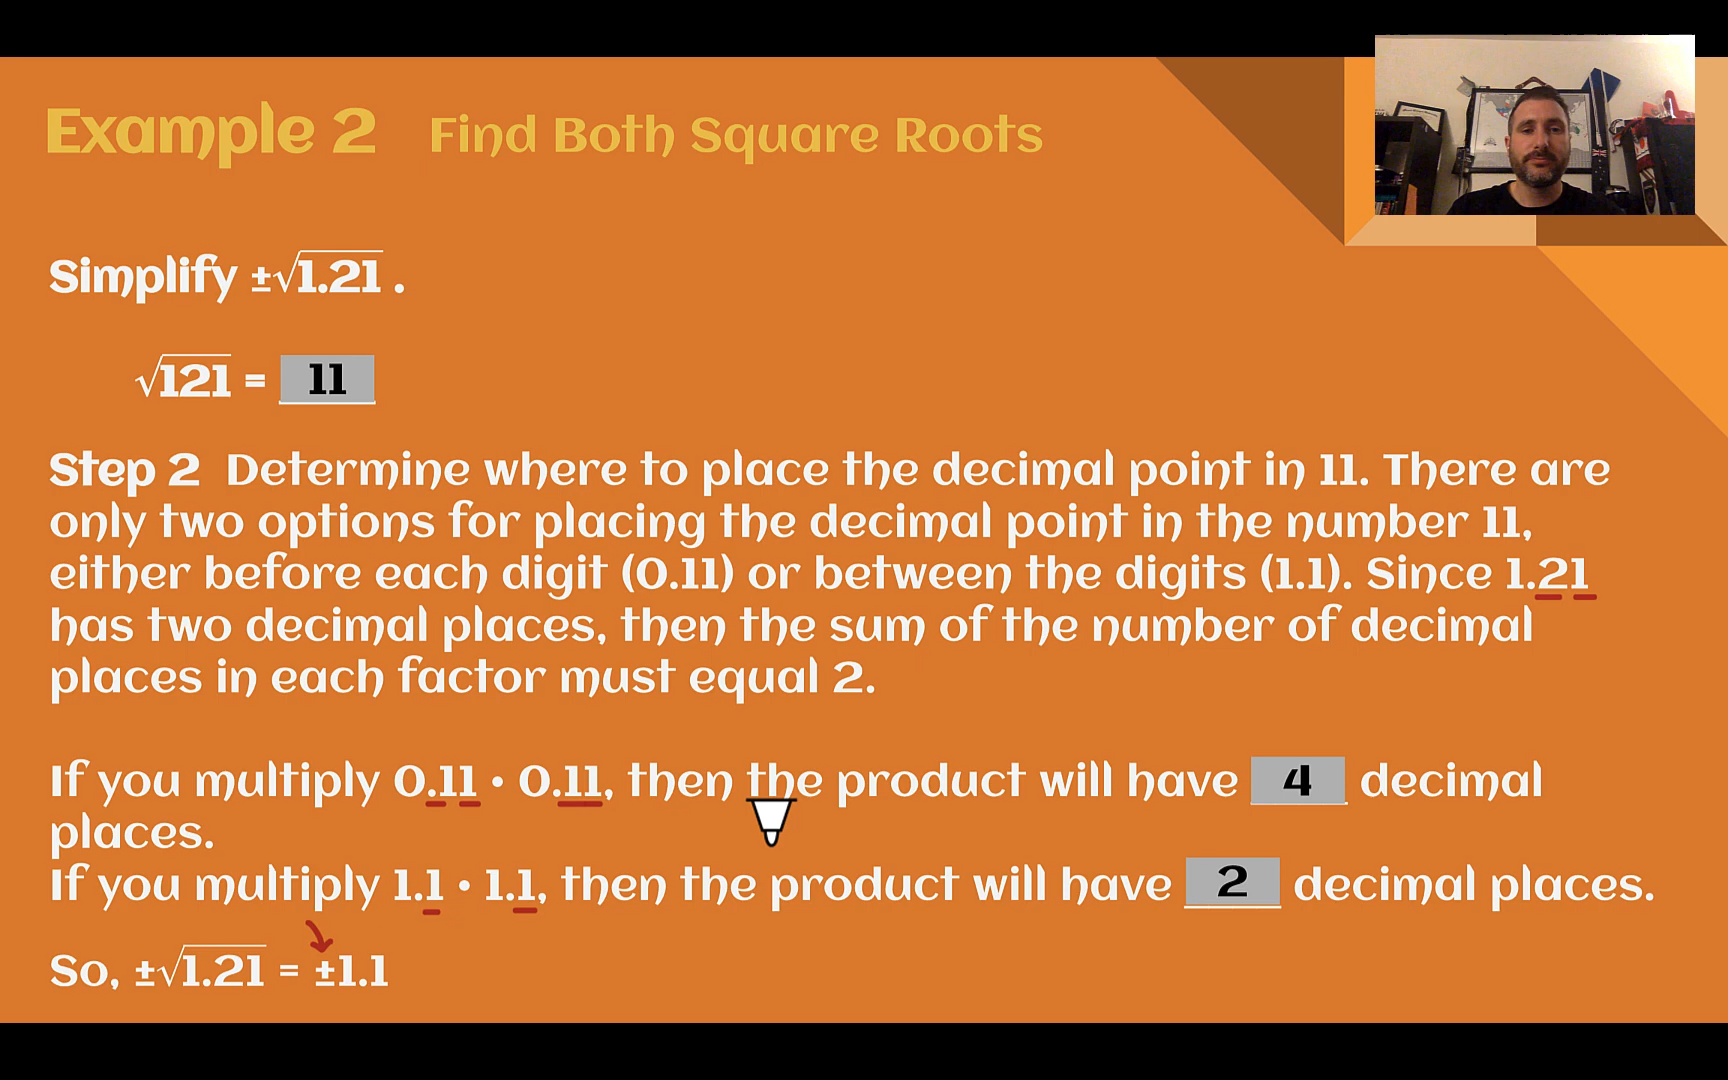 Example 2 Find Both Square Roots
Simplify ±√1.21 .
√121 = 11
Step 2 Determine where to place the decimal point in 11. There are
only two options for placing the decimal point in the number 11,
either before each digit (0.11) or between the digits (1.1). Since 1.21
has two decimal places, then the sum of the number of decimal
places in each factor must equal 2.
If you multiply 0.11 • 0.11, then the product will have 4 decimal
places.
If you multiply 1.1 • 1.1, then the product will have 2 decimal places.
So, ±√1.21 = ±1.1